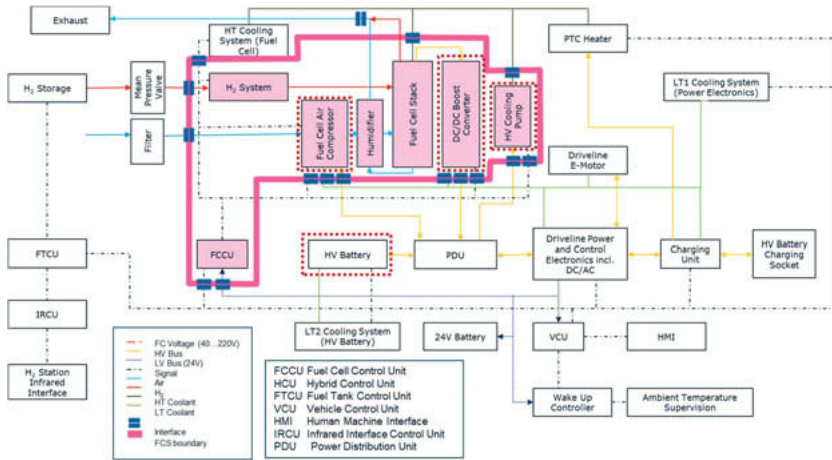 Exhaust
HT Cooling
System (Fuel
Cell)
PTC Heater
H₂ Storage
Mean
Pressure
Valve
H₂ System
Fuel Cell Air
Compressor
Humidifier
Fuel Cell Stack
DC/DC Boost
Converter
HV Cooling
Pump
LT1 Cooling System
(Power Electronics)
Filter
Driveline
E-Motor
FTCU
FCCU
HV Battery
PDU
Driveline Power
and Control
Electronics incl.
DC/AC
Charging
Unit
HV Battery
Charging
Socket
IRCU
LT2 Cooling System
(HV Battery)
24V Battery
VCU
HMI
H₂ Station
Infrared
Interface
Wake Up
Controller
Ambient Temperature
Supervision
FC Voltage (40...220V)
HV Bus
LV Bus (24V)
Signal
Air
H₂
HT Coolant
LT Coolant
Interface
FCS boundary
FCCU Fuel Cell Control Unit
HCU Hybrid Control Unit
FTCU Fuel Tank Control Unit
VCU Vehicle Control Unit
HMI Human Machine Interface
IRCU Infrared Interface Control Unit
PDU Power Distribution Unit